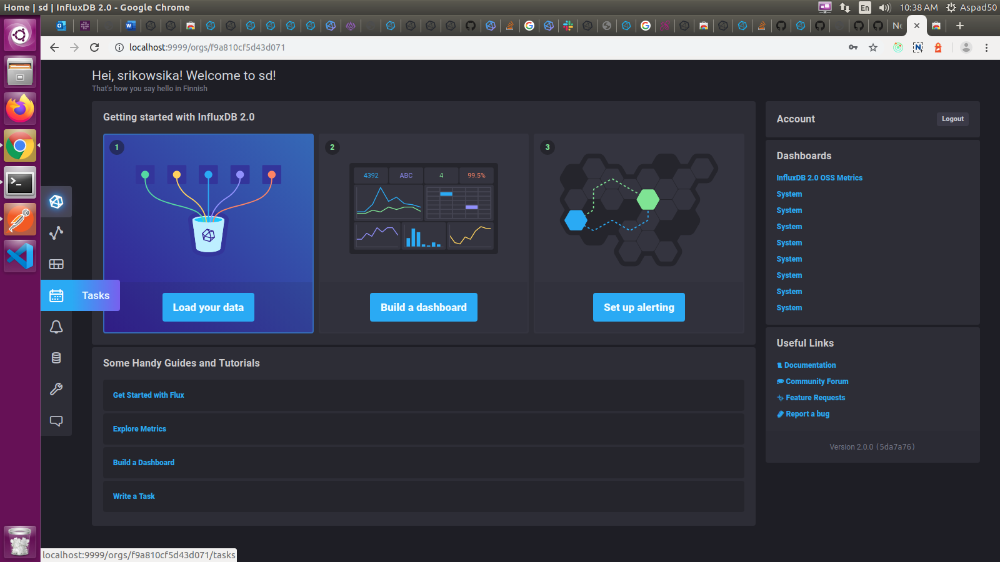 Home | sd | InfluxDB 2.0 - Google Chrome
En
10:38 AM
Aspad50
Ne
localhost:9999/orgs/f9a810cf5d43d071
Hei, srikowsika! Welcome to sd!
That's how you say hello in Finnish
Getting started with InfluxDB 2.0
1
Load your data
2
4392 ABC 4 99.5%
Build a dashboard
3
Set up alerting
Tasks
Some Handy Guides and Tutorials
Get Started with Flux
Explore Metrics
Build a Dashboard
Write a Task
Account
Logout
Dashboards
InfluxDB 2.0 OSS Metrics
System
System
System
System
System
System
System
System
Useful Links
Documentation
Community Forum
Feature Requests
Report a bug
Version 2.0.0 (5da7a76)
localhost:9999/orgs/f9a810cf5d43d071/tasks